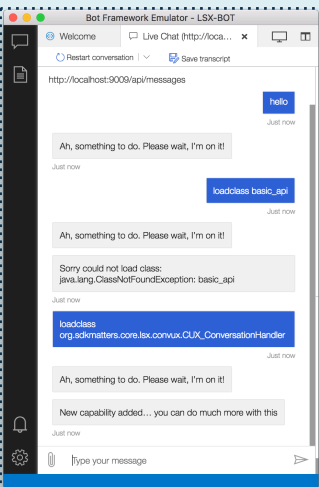 Bot Framework Emulator - LSX-BOT
Welcome
Live Chat (http://loca...
Restart conversation
Save transcript
http://localhost:9009/api/messages
hello
Just now
Ah, something to do. Please wait, I'm on it!
Just now
loadclass basic_api
Just now
Ah, something to do. Please wait, I'm on it!
Sorry could not load class:
java.lang.ClassNotFoundException: basic_api
Just now
loadclass
org.sdkmatters.core.lsx.convux.CUX_ConversationHandler
Just now
Ah, something to do. Please wait, I'm on it!
New capability added… you can do much more with this
Just now
Type your message